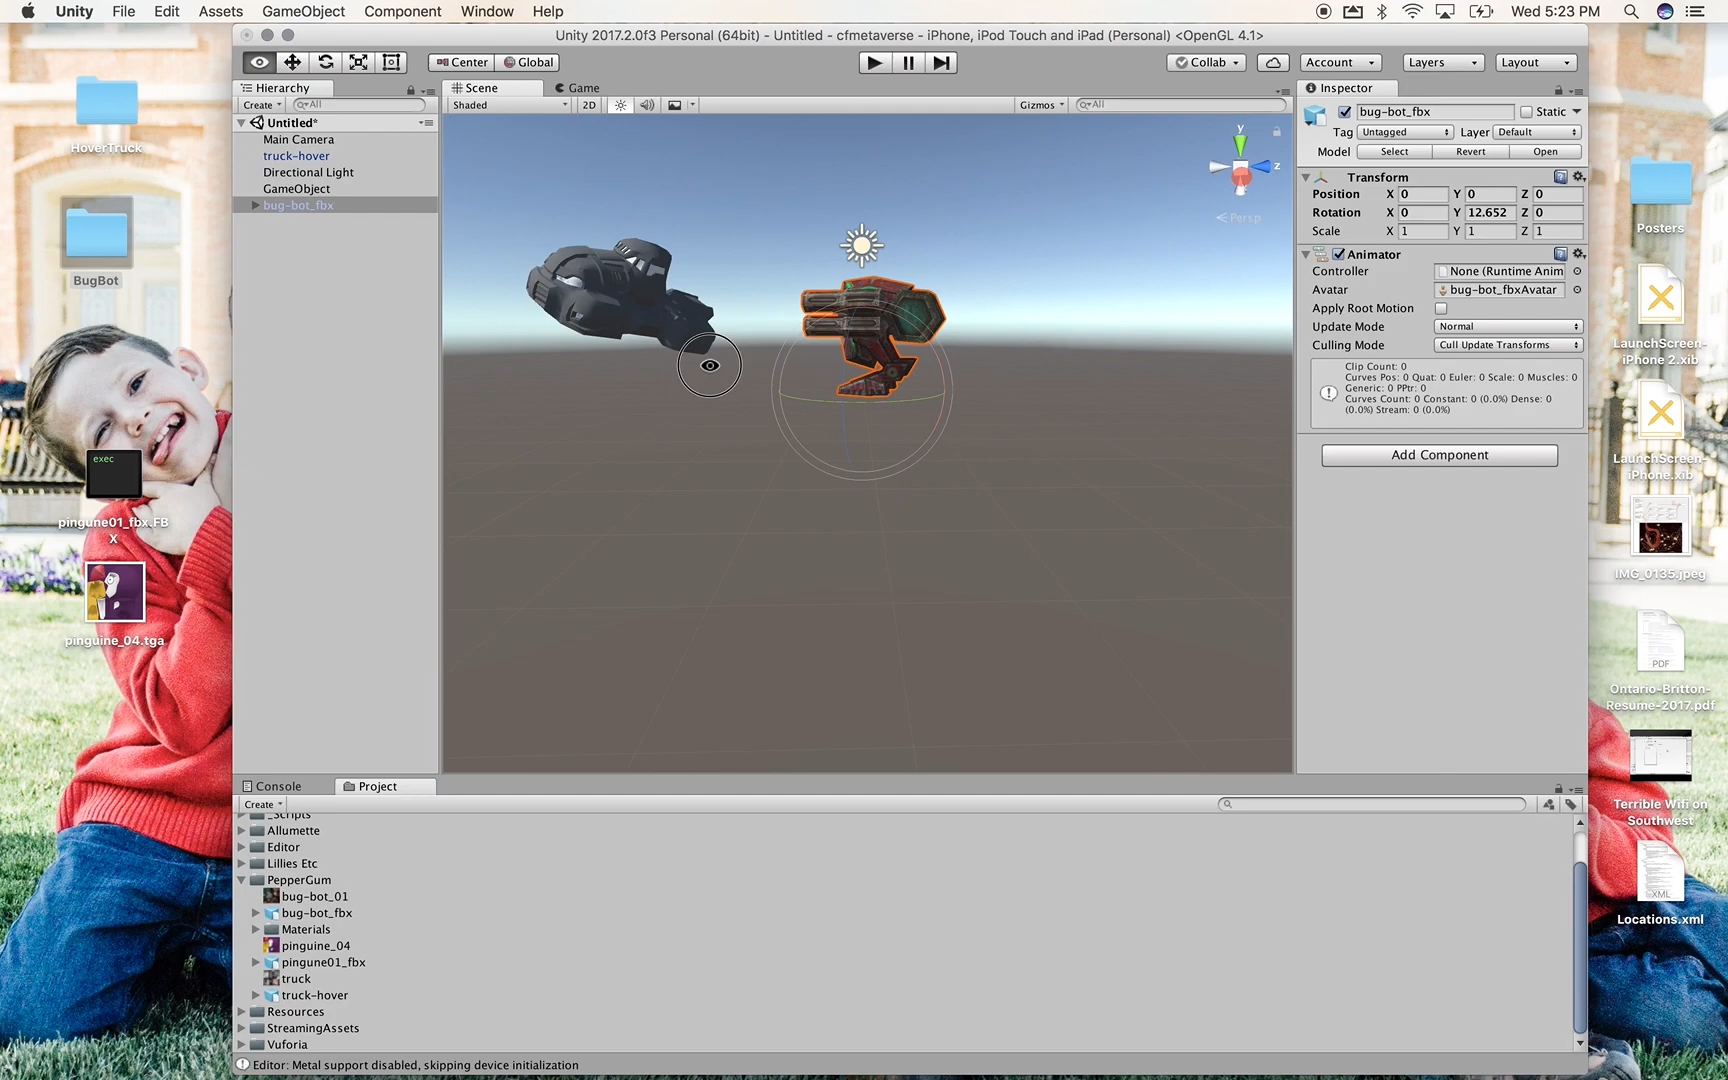 Unity File Edit Assets GameObject Component Window Help Wed 5:23 PM
Unity 2017.2.0f3 Personal (64bit) - Untitled - cfmetaverse - iPhone, iPod Touch and iPad (Personal) <OpenGL 4.1>
Center Global Collab Account Layers Layout
Hierarchy
Create All
Untitled*
Main Camera
truck-hover
Directional Light
GameObject
bug-bot_fbx
Scene Game
Shaded 2D Gizmos All
y
z
Persp
Inspector
bug-bot_fbx Static
Tag Untagged Layer Default
Model Select Revert Open
Transform
Position X 0 Y 0 Z 0
Rotation X 0 Y 12.652 Z 0
Scale X 1 Y 1 Z 1
Animator
Controller None (Runtime Anim
Avatar bug-bot_fbxAvatar
Apply Root Motion
Update Mode Normal
Culling Mode Cull Update Transforms
Clip Count: 0
Curves Pos: 0 Quat: 0 Euler: 0 Scale: 0 Muscles: 0
Generic: 0 PPtr: 0
Curves Count: 0 Constant: 0 (0.0%) Dense: 0
(0.0%) Stream: 0 (0.0%)
Add Component
Console Project
Create
_Scripts
Allumette
Editor
Lillies Etc
PepperGum
bug-bot_01
bug-bot_fbx
Materials
pinguine_04
pingune01_fbx
truck
truck-hover
Resources
StreamingAssets
Vuforia
Editor: Metal support disabled, skipping device initialization
HoverTruck
BugBot
exec
pingune01_fbx.FB
X
pinguine_04.tga
Posters
LaunchScreen-
iPhone 2.xib
LaunchScreen-
iPhone.xib
IMG_0135.jpeg
PDF
Ontario-Britton-
Resume-2017.pdf
Terrible Wifi on
Southwest
XML
Locations.xml